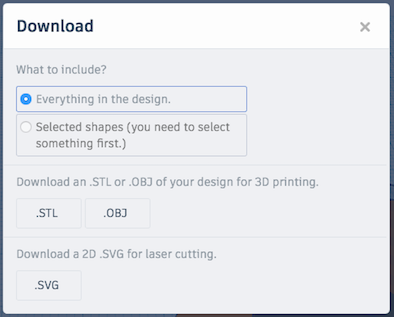 Download
×
What to include?
Everything in the design.
Selected shapes (you need to select
something first.)
Download an .STL or .OBJ of your design for 3D printing.
.STL .OBJ
Download a 2D .SVG for laser cutting.
.SVG